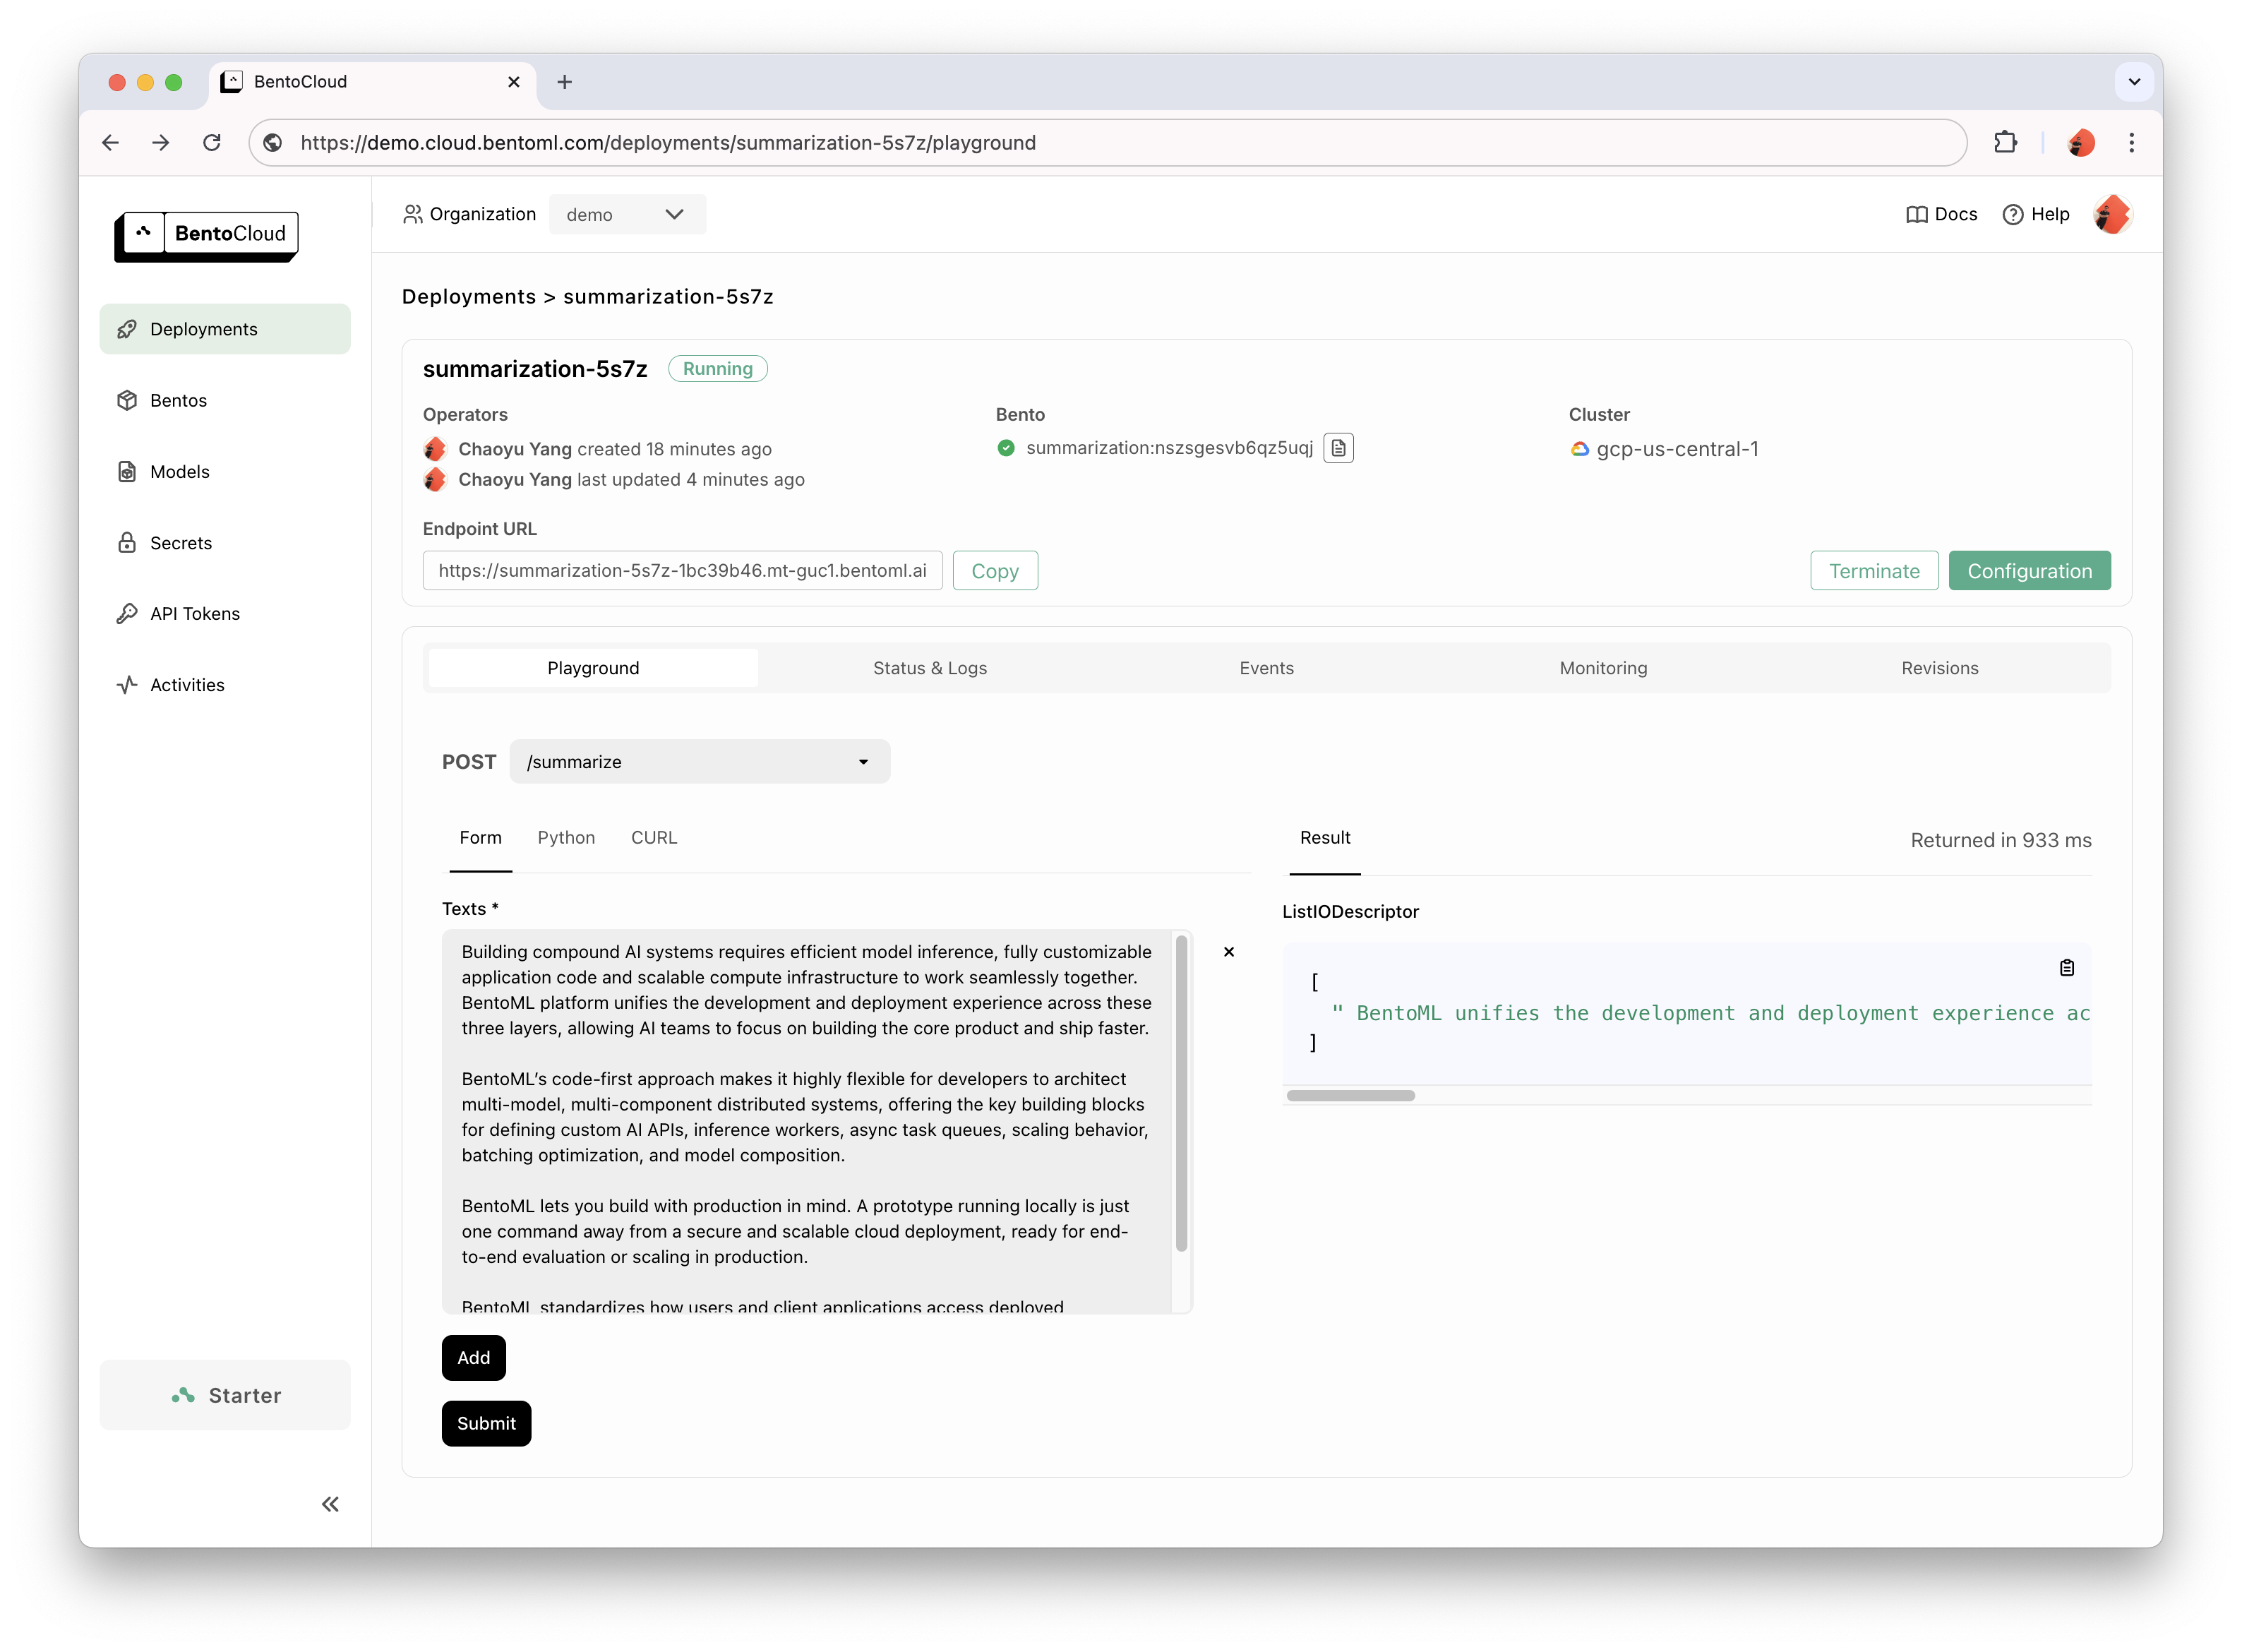 BentoCloud
https://demo.cloud.bentoml.com/deployments/summarization-5s7z/playground
BentoCloud
Organization demo
Docs Help
Deployments
Bentos
Models
Secrets
API Tokens
Activities
Starter
Deployments > summarization-5s7z
summarization-5s7z Running
Operators
Chaoyu Yang created 18 minutes ago
Chaoyu Yang last updated 4 minutes ago
Bento
summarization:nszsgesvb6qz5uqj
Cluster
gcp-us-central-1
Endpoint URL
https://summarization-5s7z-1bc39b46.mt-guc1.bentoml.ai Copy
Terminate Configuration
Playground Status & Logs Events Monitoring Revisions
POST /summarize
Form Python CURL
Texts *
Building compound AI systems requires efficient model inference, fully customizable
application code and scalable compute infrastructure to work seamlessly together.
BentoML platform unifies the development and deployment experience across these
three layers, allowing AI teams to focus on building the core product and ship faster.
BentoML’s code-first approach makes it highly flexible for developers to architect
multi-model, multi-component distributed systems, offering the key building blocks
for defining custom AI APIs, inference workers, async task queues, scaling behavior,
batching optimization, and model composition.
BentoML lets you build with production in mind. A prototype running locally is just
one command away from a secure and scalable cloud deployment, ready for end-
to-end evaluation or scaling in production.
BentoML standardizes how users and client applications access deployed
Add
Submit
Result
Returned in 933 ms
ListIODescriptor
[
" BentoML unifies the development and deployment experience ac
]